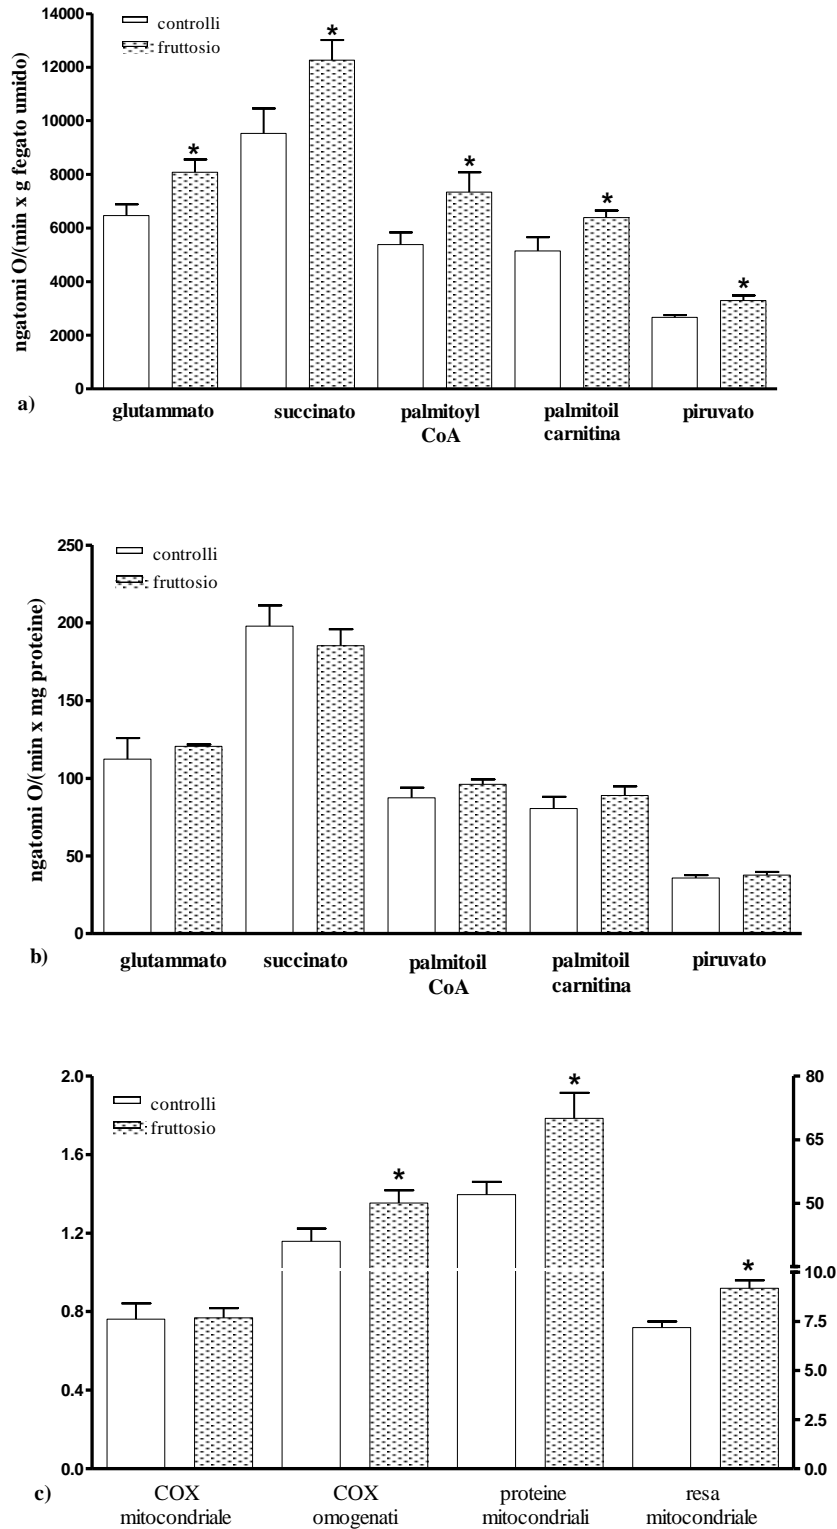 controlli
fruttosio
ngatomi O/(min x g fegato umido)
14000
12000
10000
8000
6000
4000
2000
0
*
*
*
*
*
a)
glutammato succinato palmitoyl palmitoil piruvato
CoA carnitina
controlli
fruttosio
ngatomi O/(min x mg proteine)
250
200
150
100
50
0
b)
glutammato succinato palmitoil palmitoil piruvato
CoA carnitina
controlli
fruttosio
2.0
1.6
1.2
0.8
0.4
0.0
*
*
*
80
65
50
10.0
7.5
5.0
2.5
0.0
c)
COX COX proteine resa
mitocondriale omogenati mitocondriali mitocondriale